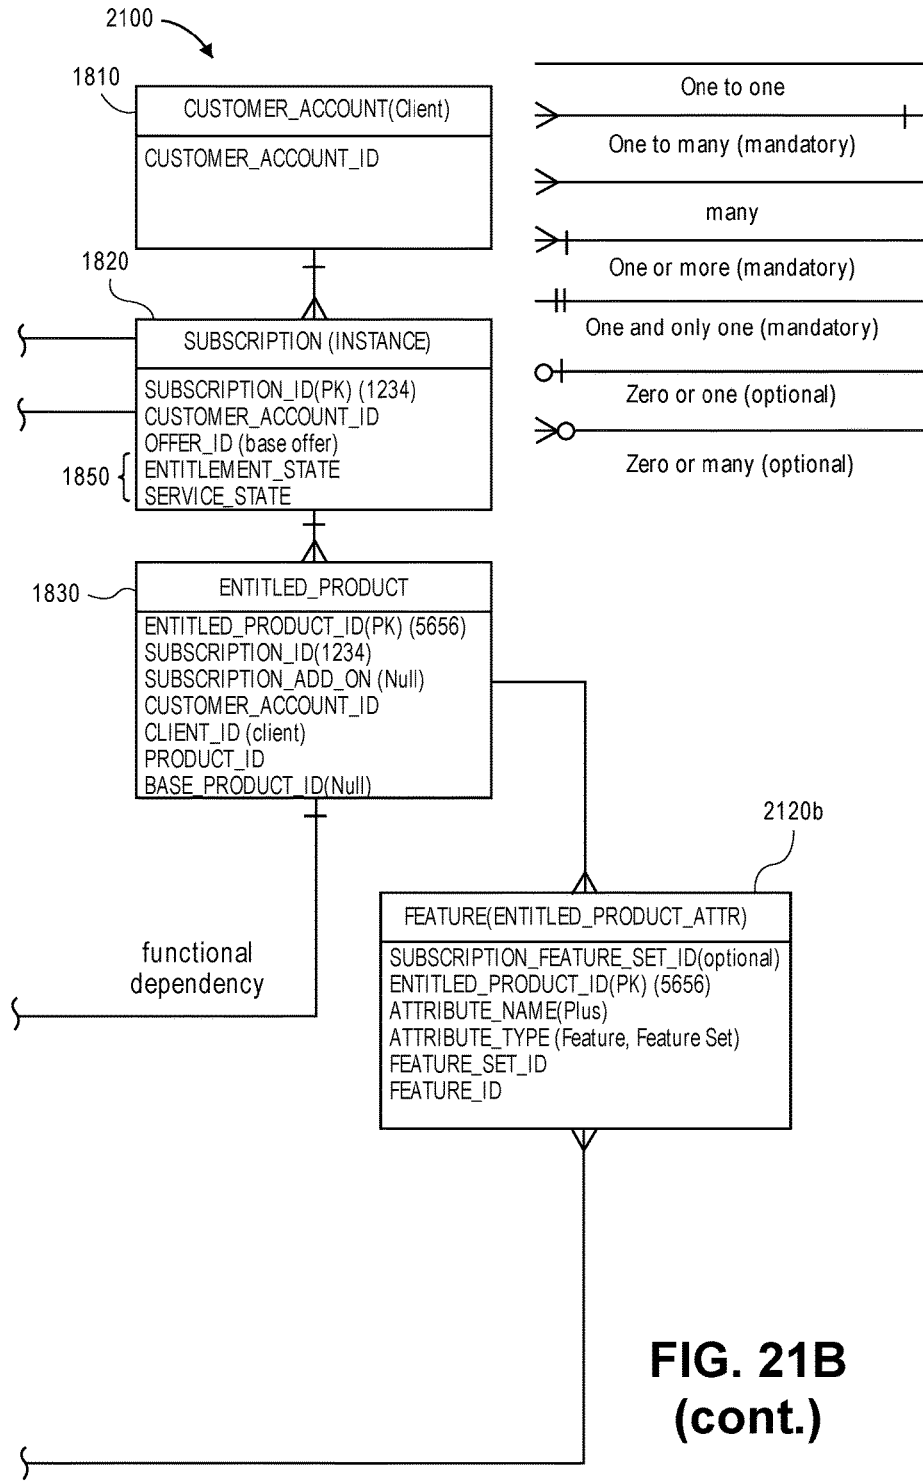 2100
1810
CUSTOMER_ACCOUNT(Client)
CUSTOMER_ACCOUNT_ID
One to one
One to many (mandatory)
many
One or more (mandatory)
One and only one (mandatory)
Zero or one (optional)
Zero or many (optional)
1820
SUBSCRIPTION (INSTANCE)
SUBSCRIPTION_ID(PK) (1234)
CUSTOMER_ACCOUNT_ID
OFFER_ID (base offer)
1850
ENTITLEMENT_STATE
SERVICE_STATE
1830
ENTITLED_PRODUCT
ENTITLED_PRODUCT_ID(PK) (5656)
SUBSCRIPTION_ID(1234)
SUBSCRIPTION_ADD_ON (Null)
CUSTOMER_ACCOUNT_ID
CLIENT_ID (client)
PRODUCT_ID
BASE_PRODUCT_ID(Null)
2120b
FEATURE(ENTITLED_PRODUCT_ATTR)
SUBSCRIPTION_FEATURE_SET_ID(optional)
ENTITLED_PRODUCT_ID(PK) (5656)
ATTRIBUTE_NAME(Plus)
ATTRIBUTE_TYPE (Feature, Feature Set)
FEATURE_SET_ID
FEATURE_ID
functional
dependency
FIG. 21B
(cont.)